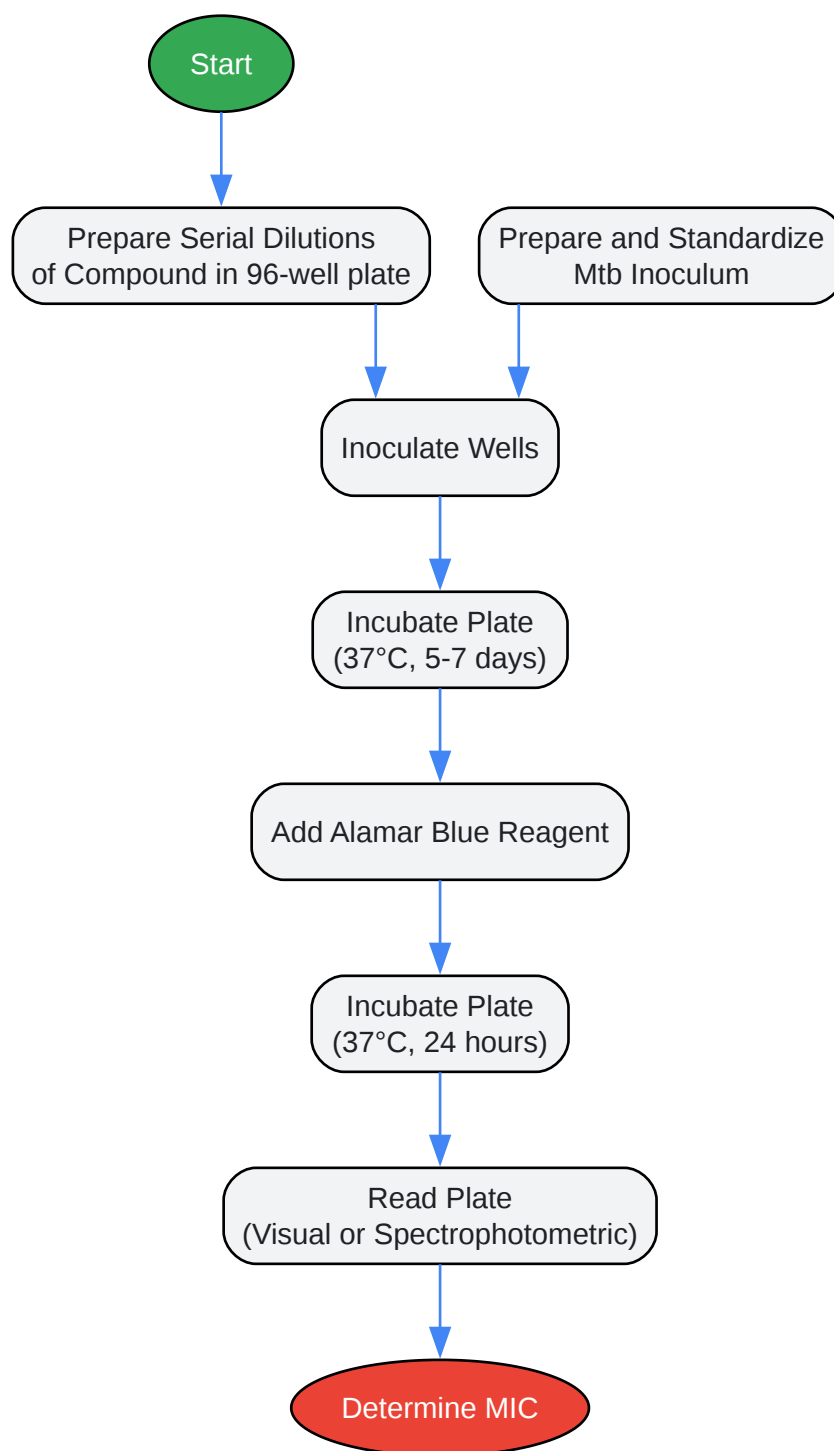 Start
Prepare Serial Dilutions
of Compound in 96-well plate
Prepare and Standardize
Mtb Inoculum
Inoculate Wells
Incubate Plate
(37°C, 5-7 days)
Add Alamar Blue Reagent
Incubate Plate
(37°C, 24 hours)
Read Plate
(Visual or Spectrophotometric)
Determine MIC